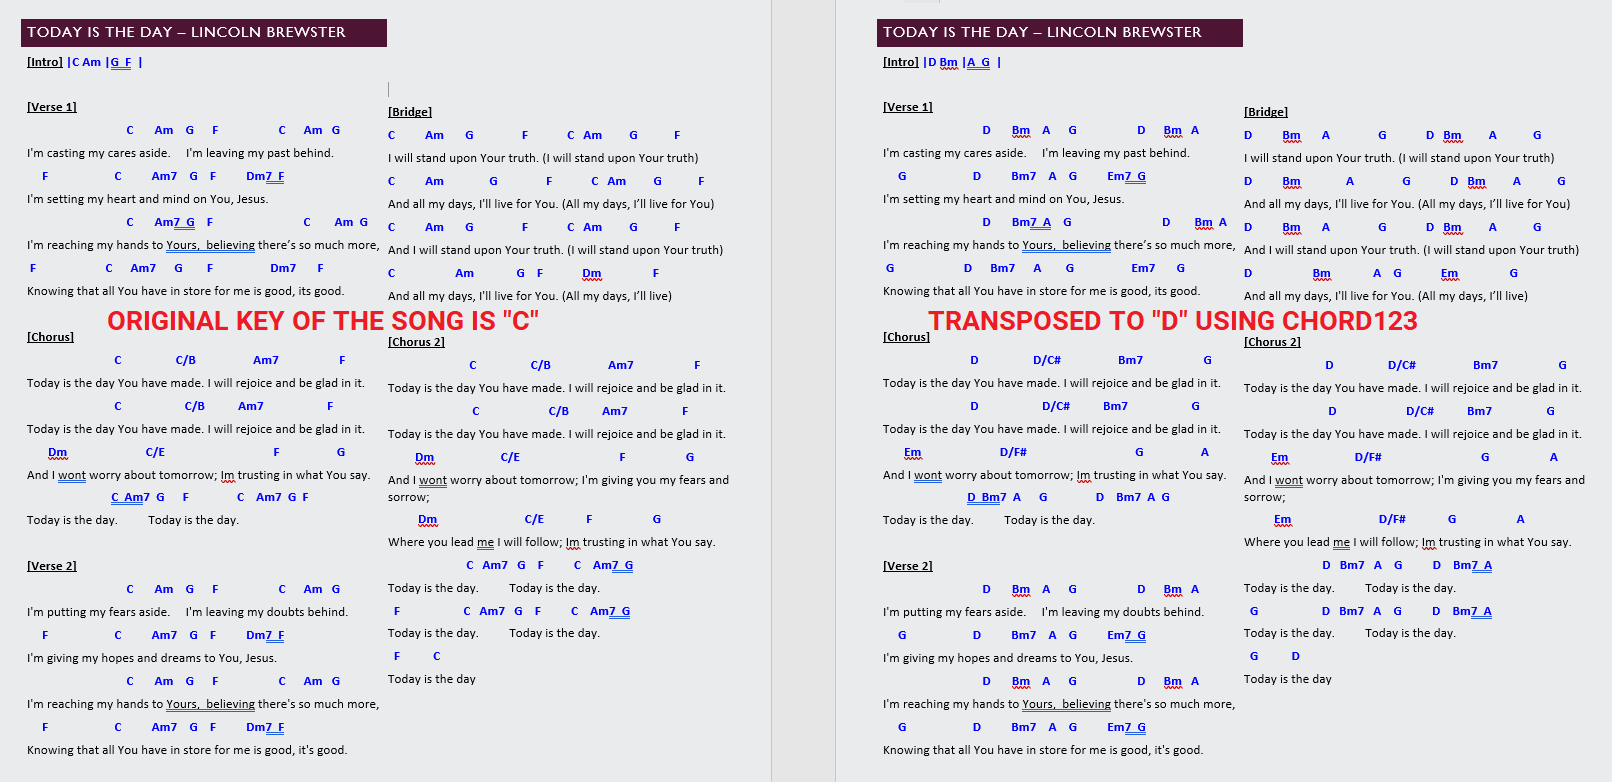 TODAY IS THE DAY – LINCOLN BREWSTER
[Intro] |C Am |G F |
[Verse 1]
C Am G F C Am G
I'm casting my cares aside. I'm leaving my past behind.
F C Am7 G F Dm7 F
I'm setting my heart and mind on You, Jesus.
C Am7 G F C Am G
I'm reaching my hands to Yours, believing there's so much more,
F C Am7 G F Dm7 F
Knowing that all You have in store for me is good, its good.
ORIGINAL KEY OF THE SONG IS "C"
[Chorus]
C C/B Am7 F
Today is the day You have made. I will rejoice and be glad in it.
C C/B Am7 F
Today is the day You have made. I will rejoice and be glad in it.
Dm C/E F G
And I wont worry about tomorrow; Im trusting in what You say.
C Am7 G F C Am7 G F
Today is the day. Today is the day.
[Verse 2]
C Am G F C Am G
I'm putting my fears aside. I'm leaving my doubts behind.
F C Am7 G F Dm7 F
I'm giving my hopes and dreams to You, Jesus.
C Am G F C Am G
I'm reaching my hands to Yours, believing there's so much more,
F C Am7 G F Dm7 F
Knowing that all You have in store for me is good, it's good.
[Bridge]
C Am G F C Am G F
I will stand upon Your truth. (I will stand upon Your truth)
C Am G F C Am G F
And all my days, I'll live for You. (All my days, I'll live for You)
C Am G F C Am G F
And I will stand upon Your truth. (I will stand upon Your truth)
C Am G F Dm F
And all my days, I'll live for You. (All my days, I'll live)
[Chorus 2]
C C/B Am7 F
Today is the day You have made. I will rejoice and be glad in it.
C C/B Am7 F
Today is the day You have made. I will rejoice and be glad in it.
Dm C/E F G
And I wont worry about tomorrow; I'm giving you my fears and
sorrow;
Dm C/E F G
Where you lead me I will follow; Im trusting in what You say.
C Am7 G F C Am7 G
Today is the day. Today is the day.
F C Am7 G F C Am7 G
Today is the day. Today is the day.
F C
Today is the day
TODAY IS THE DAY – LINCOLN BREWSTER
[Intro] |D Bm |A G |
[Verse 1]
D Bm A G D Bm A
I'm casting my cares aside. I'm leaving my past behind.
G D Bm7 A G Em7 G
I'm setting my heart and mind on You, Jesus.
D Bm7 A G D Bm A
I'm reaching my hands to Yours, believing there's so much more,
G D Bm7 A G Em7 G
Knowing that all You have in store for me is good, its good.
TRANSPOSED TO "D" USING CHORD123
[Chorus]
D D/C# Bm7 G
Today is the day You have made. I will rejoice and be glad in it.
D D/C# Bm7 G
Today is the day You have made. I will rejoice and be glad in it.
Em D/F# G A
And I wont worry about tomorrow; Im trusting in what You say.
D Bm7 A G D Bm7 A G
Today is the day. Today is the day.
[Verse 2]
D Bm A G D Bm A
I'm putting my fears aside. I'm leaving my doubts behind.
G D Bm7 A G Em7 G
I'm giving my hopes and dreams to You, Jesus.
D Bm A G D Bm A
I'm reaching my hands to Yours, believing there's so much more,
G D Bm7 A G Em7 G
Knowing that all You have in store for me is good, it's good.
[Bridge]
D Bm A G D Bm A G
I will stand upon Your truth. (I will stand upon Your truth)
D Bm A G D Bm A G
And all my days, I'll live for You. (All my days, I'll live for You)
D Bm A G D Bm A G
And I will stand upon Your truth. (I will stand upon Your truth)
D Bm A G Em G
And all my days, I'll live for You. (All my days, I'll live)
[Chorus 2]
D D/C# Bm7 G
Today is the day You have made. I will rejoice and be glad in it.
D D/C# Bm7 G
Today is the day You have made. I will rejoice and be glad in it.
Em D/F# G A
And I wont worry about tomorrow; I'm giving you my fears and
sorrow;
Em D/F# G A
Where you lead me I will follow; Im trusting in what You say.
D Bm7 A G D Bm7 A
Today is the day. Today is the day.
G D Bm7 A G D Bm7 A
Today is the day. Today is the day.
G D
Today is the day